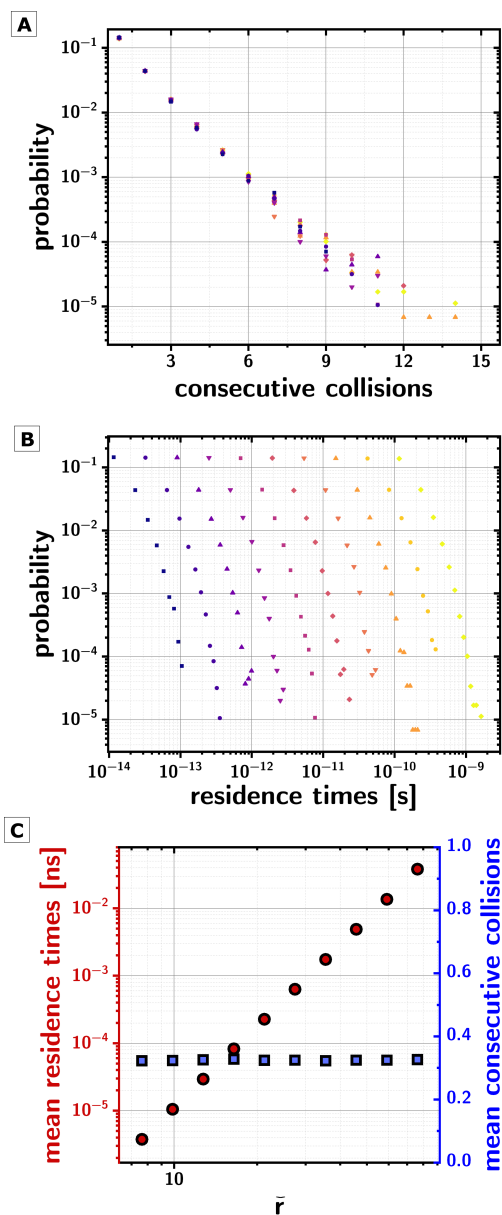 A
probability
10⁻¹
10⁻²
10⁻³
10⁻⁴
10⁻⁵
3 6 9 12 15
consecutive collisions
B
probability
10⁻¹
10⁻²
10⁻³
10⁻⁴
10⁻⁵
10⁻¹⁴ 10⁻¹³ 10⁻¹² 10⁻¹¹ 10⁻¹⁰ 10⁻⁹
residence times [s]
C
mean residence times [ns]
10⁻²
10⁻³
10⁻⁴
10⁻⁵
1.0
0.8
0.6
0.4
0.2
0.0
mean consecutive collisions
10
r̆